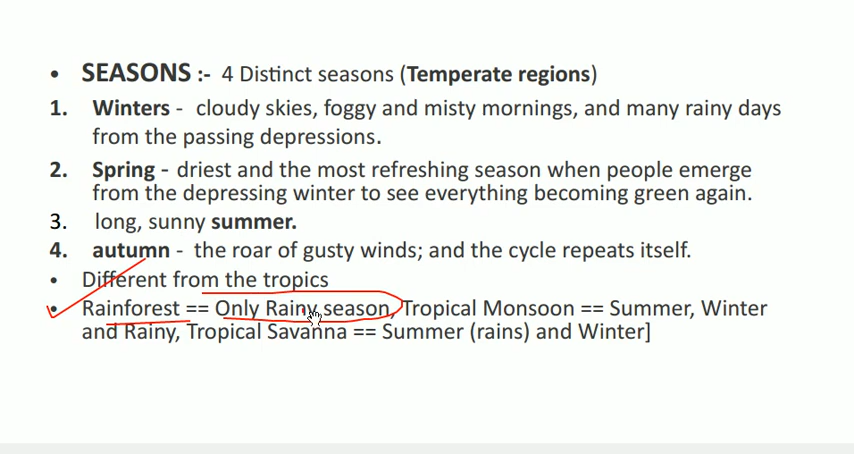 • SEASONS :- 4 Distinct seasons (Temperate regions)
1. Winters - cloudy skies, foggy and misty mornings, and many rainy days
from the passing depressions.
2. Spring - driest and the most refreshing season when people emerge
from the depressing winter to see everything becoming green again.
3. long, sunny summer.
4. autumn - the roar of gusty winds; and the cycle repeats itself.
• Different from the tropics
• Rainforest == Only Rainy season, Tropical Monsoon == Summer, Winter
and Rainy, Tropical Savanna == Summer (rains) and Winter]